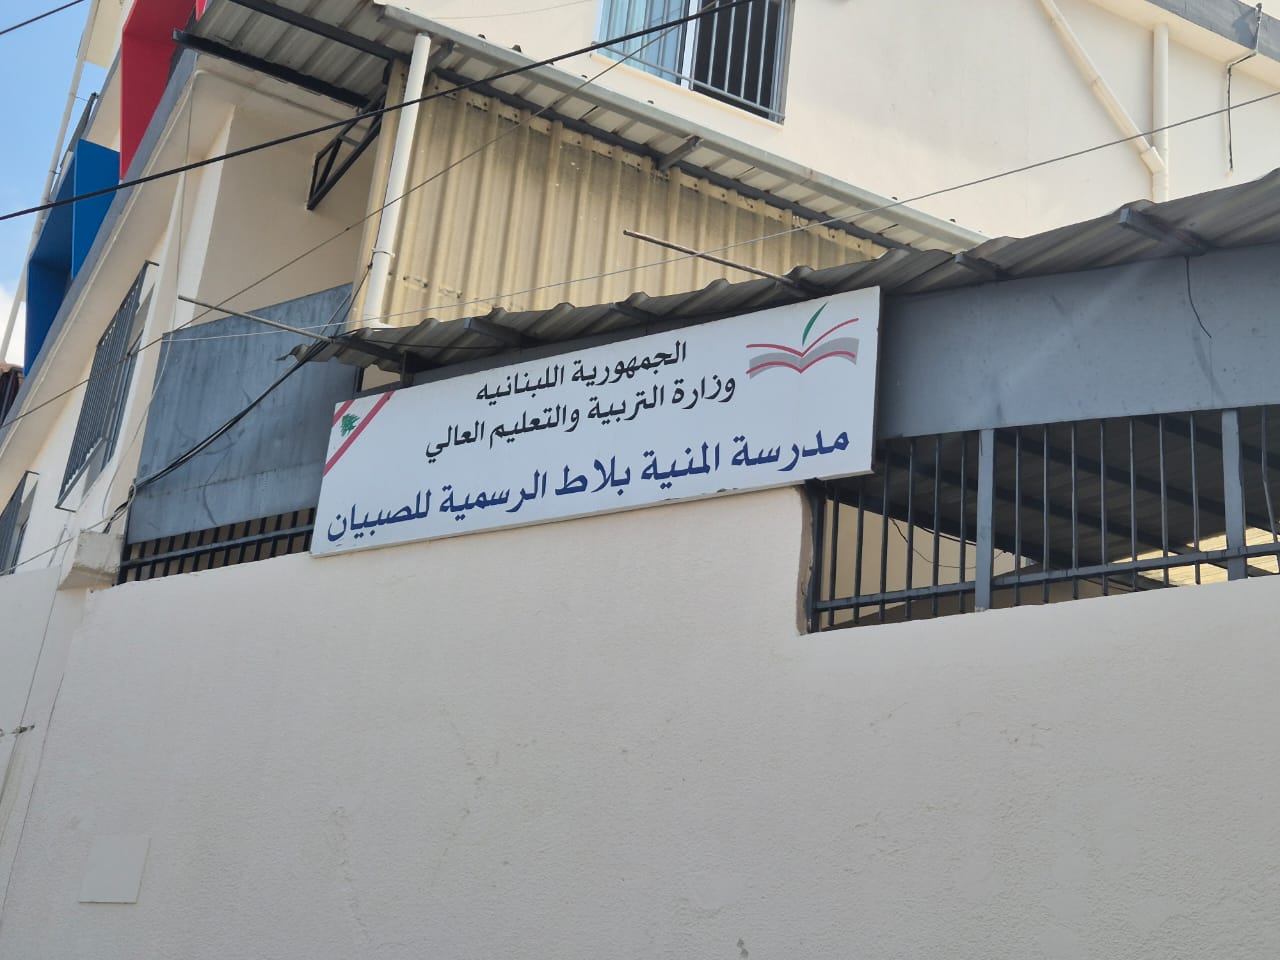 الجمهورية اللبنانيه
وزارة التربية والتعليم العالي
مدرسة المنية بلاط الرسمية للصبيان